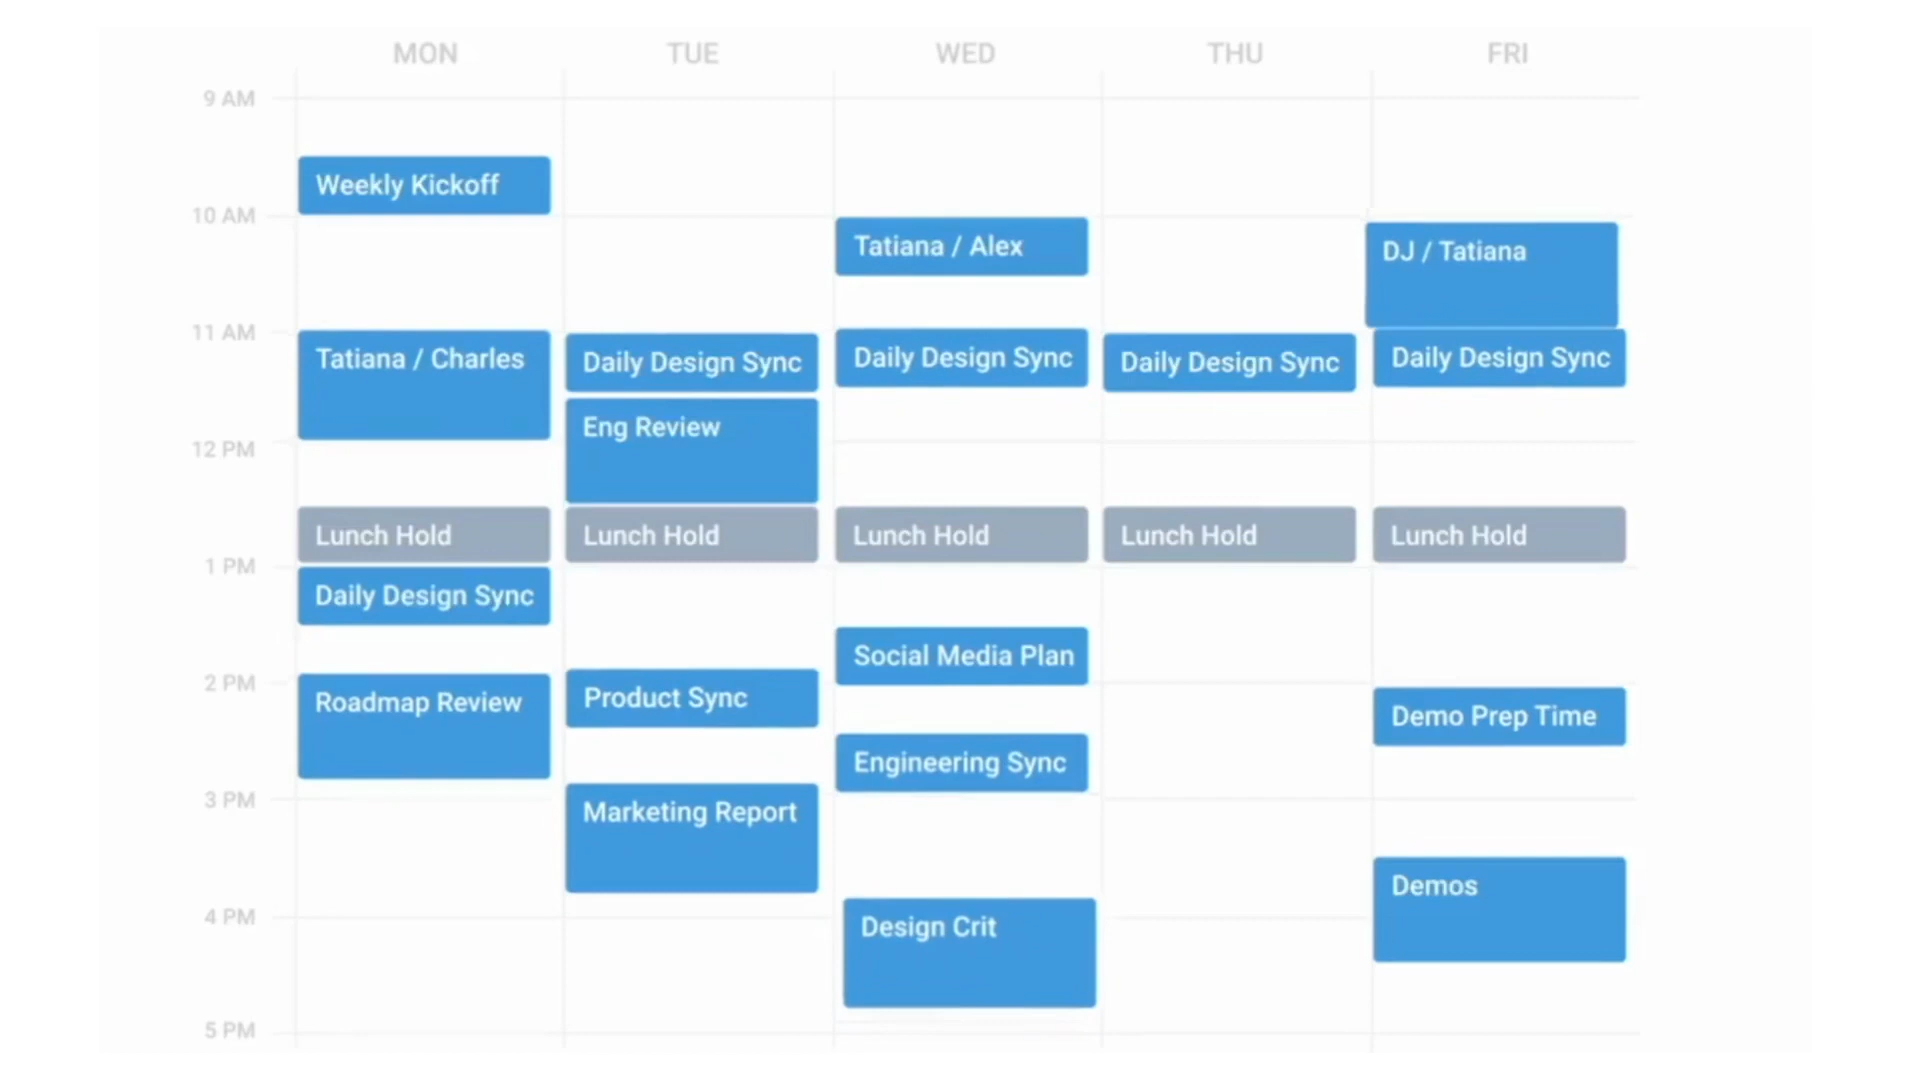 MON TUE WED THU FRI
9 AM
Weekly Kickoff
10 AM
Tatiana / Alex
DJ / Tatiana
11 AM
Tatiana / Charles
Daily Design Sync
Daily Design Sync
Daily Design Sync
Daily Design Sync
Eng Review
12 PM
Lunch Hold
Lunch Hold
Lunch Hold
Lunch Hold
Lunch Hold
1 PM
Daily Design Sync
Social Media Plan
2 PM
Roadmap Review
Product Sync
Demo Prep Time
Engineering Sync
3 PM
Marketing Report
Demos
4 PM
Design Crit
5 PM